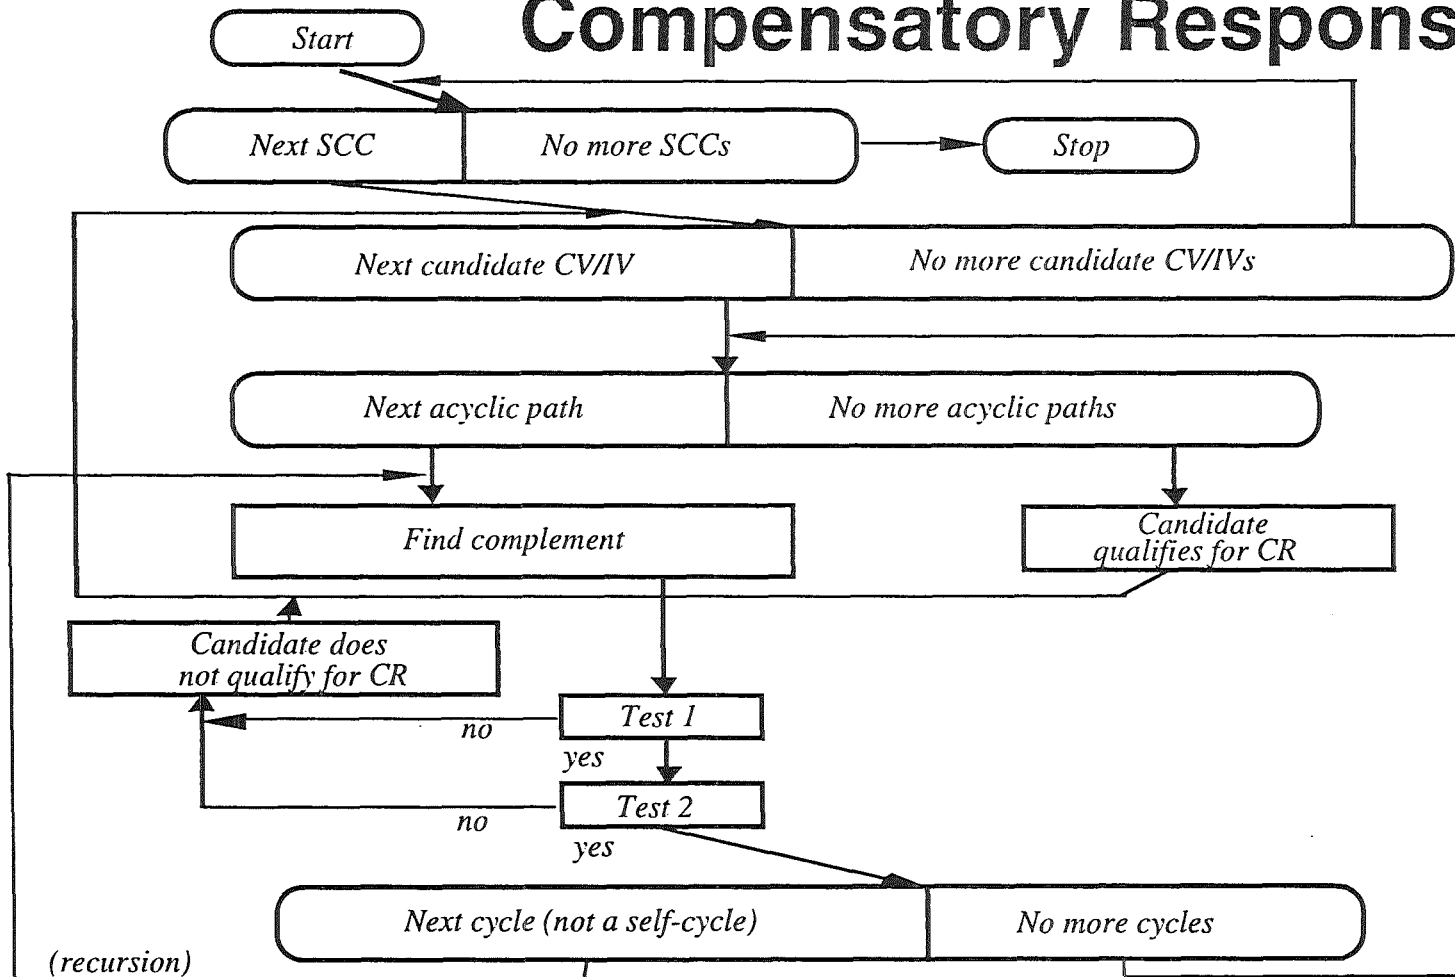 Compensatory Respons
Start
Next SCC
No more SCCs
Stop
Next candidate CV/IV
No more candidate CV/IVs
Next acyclic path
No more acyclic paths
Find complement
Candidate
qualifies for CR
Candidate does
not qualify for CR
Test 1
no
yes
Test 2
no
yes
Next cycle (not a self-cycle)
No more cycles
(recursion)